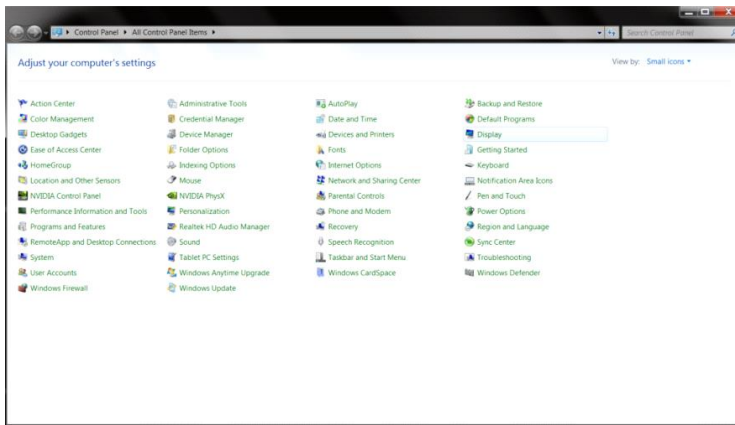 Control Panel ▸ All Control Panel Items ▸ Search Control Panel
Adjust your computer's settings View by: Small icons
Action Center Administrative Tools AutoPlay Backup and Restore
Color Management Credential Manager Date and Time Default Programs
Desktop Gadgets Device Manager Devices and Printers Display
Ease of Access Center Folder Options Fonts Getting Started
HomeGroup Indexing Options Internet Options Keyboard
Location and Other Sensors Mouse Network and Sharing Center Notification Area Icons
NVIDIA Control Panel NVIDIA PhysX Parental Controls Pen and Touch
Performance Information and Tools Personalization Phone and Modem Power Options
Programs and Features Realtek HD Audio Manager Recovery Region and Language
RemoteApp and Desktop Connections Sound Speech Recognition Sync Center
System Tablet PC Settings Taskbar and Start Menu Troubleshooting
User Accounts Windows Anytime Upgrade Windows CardSpace Windows Defender
Windows Firewall Windows Update